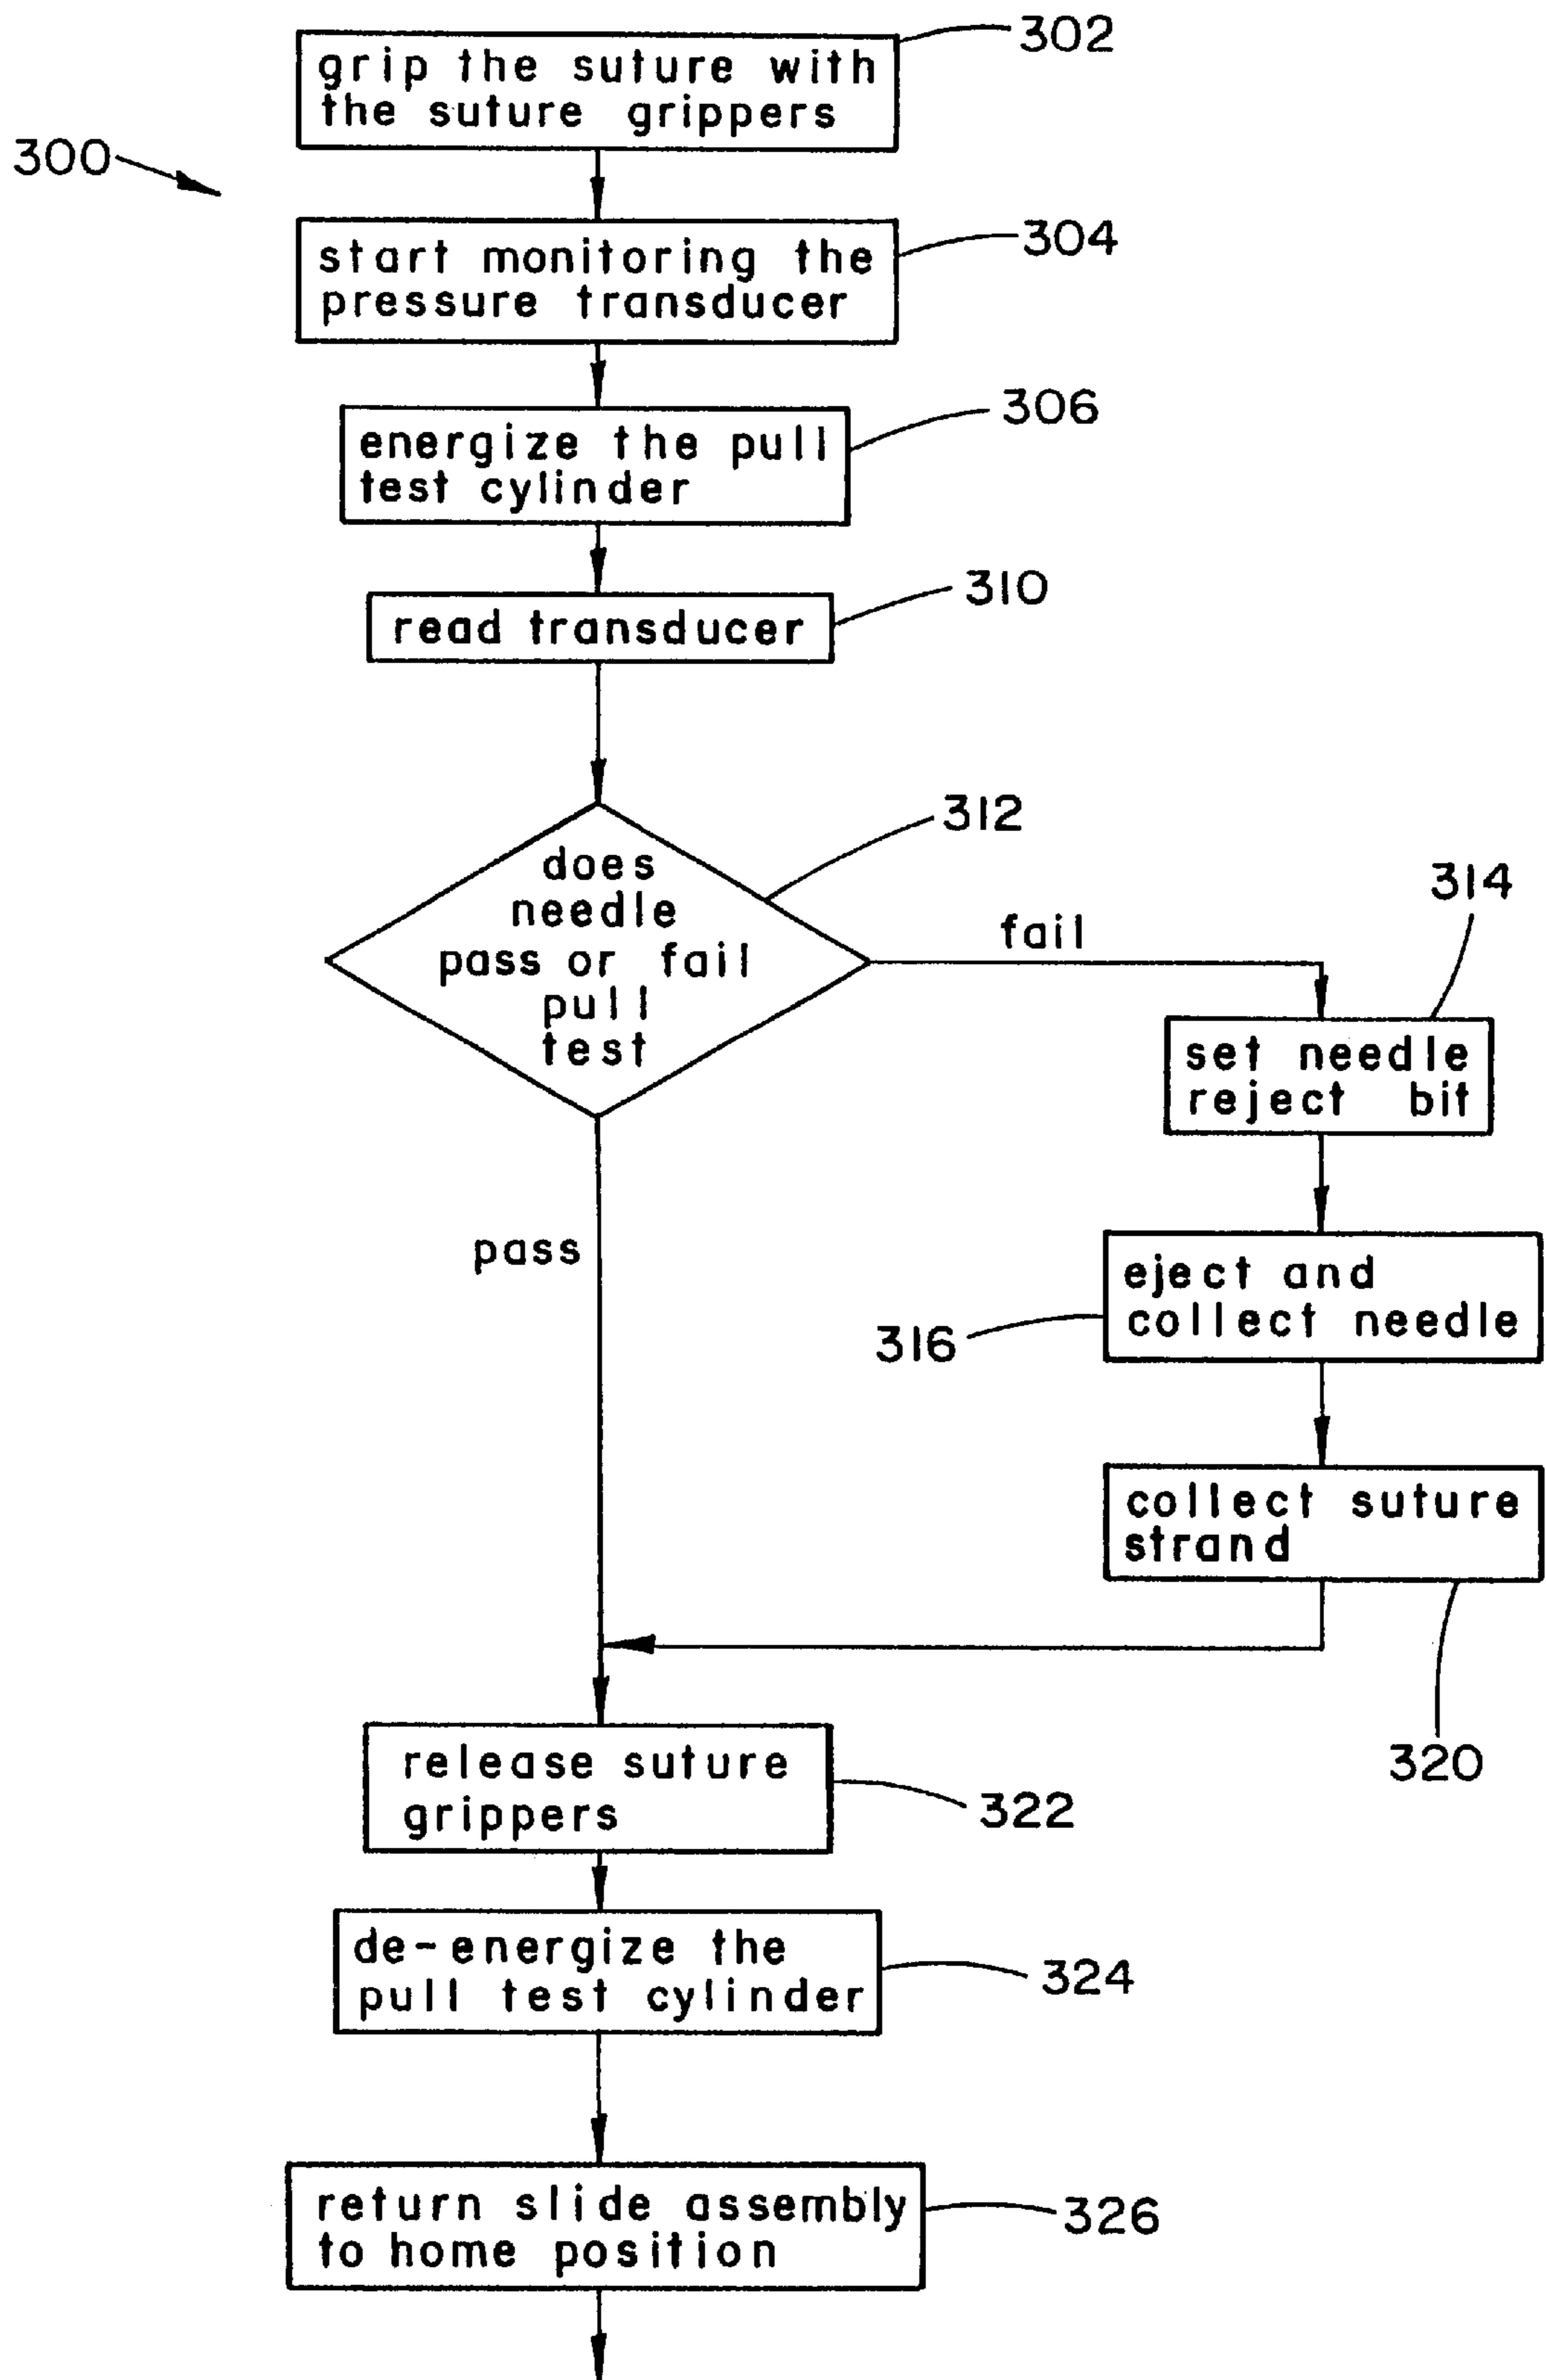 302
grip the suture with
the suture grippers
300
304
start monitoring the
pressure transducer
306
energize the pull
test cylinder
310
read transducer
312
does
needle
pass or fail
pull
test
fail
314
set needle
reject bit
pass
eject and
collect needle
316
collect suture
strand
320
release suture
grippers
322
de-energize the
pull test cylinder
324
return slide assembly
to home position
326